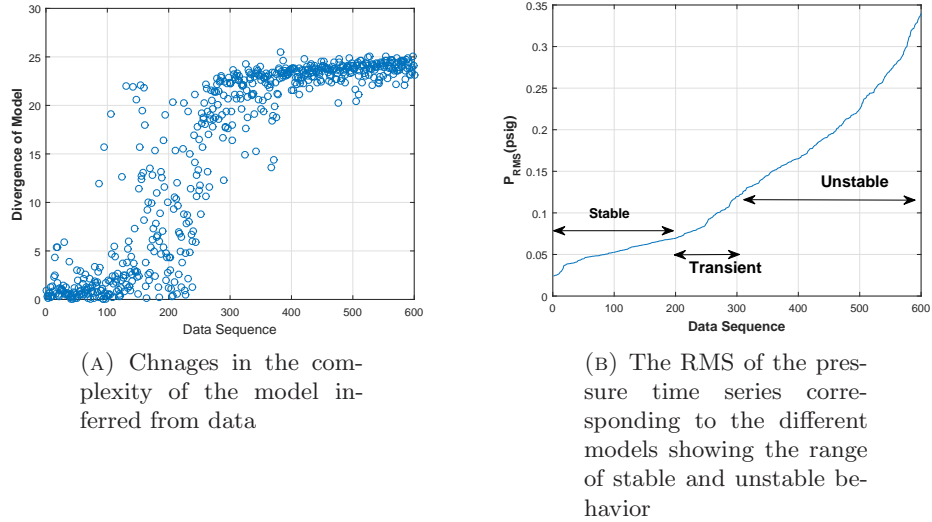 30
25
20
15
10
5
0
Divergence of Model
0 100 200 300 400 500 600
Data Sequence
(A) Chnages in the com-
plexity of the model in-
ferred from data
0.35
0.3
0.25
0.2
0.15
0.1
0.05
0
P_RMS(psig)
Stable
Transient
Unstable
0 100 200 300 400 500 600
Data Sequence
(B) The RMS of the pres-
sure time series corre-
sponding to the different
models showing the range
of stable and unstable be-
havior